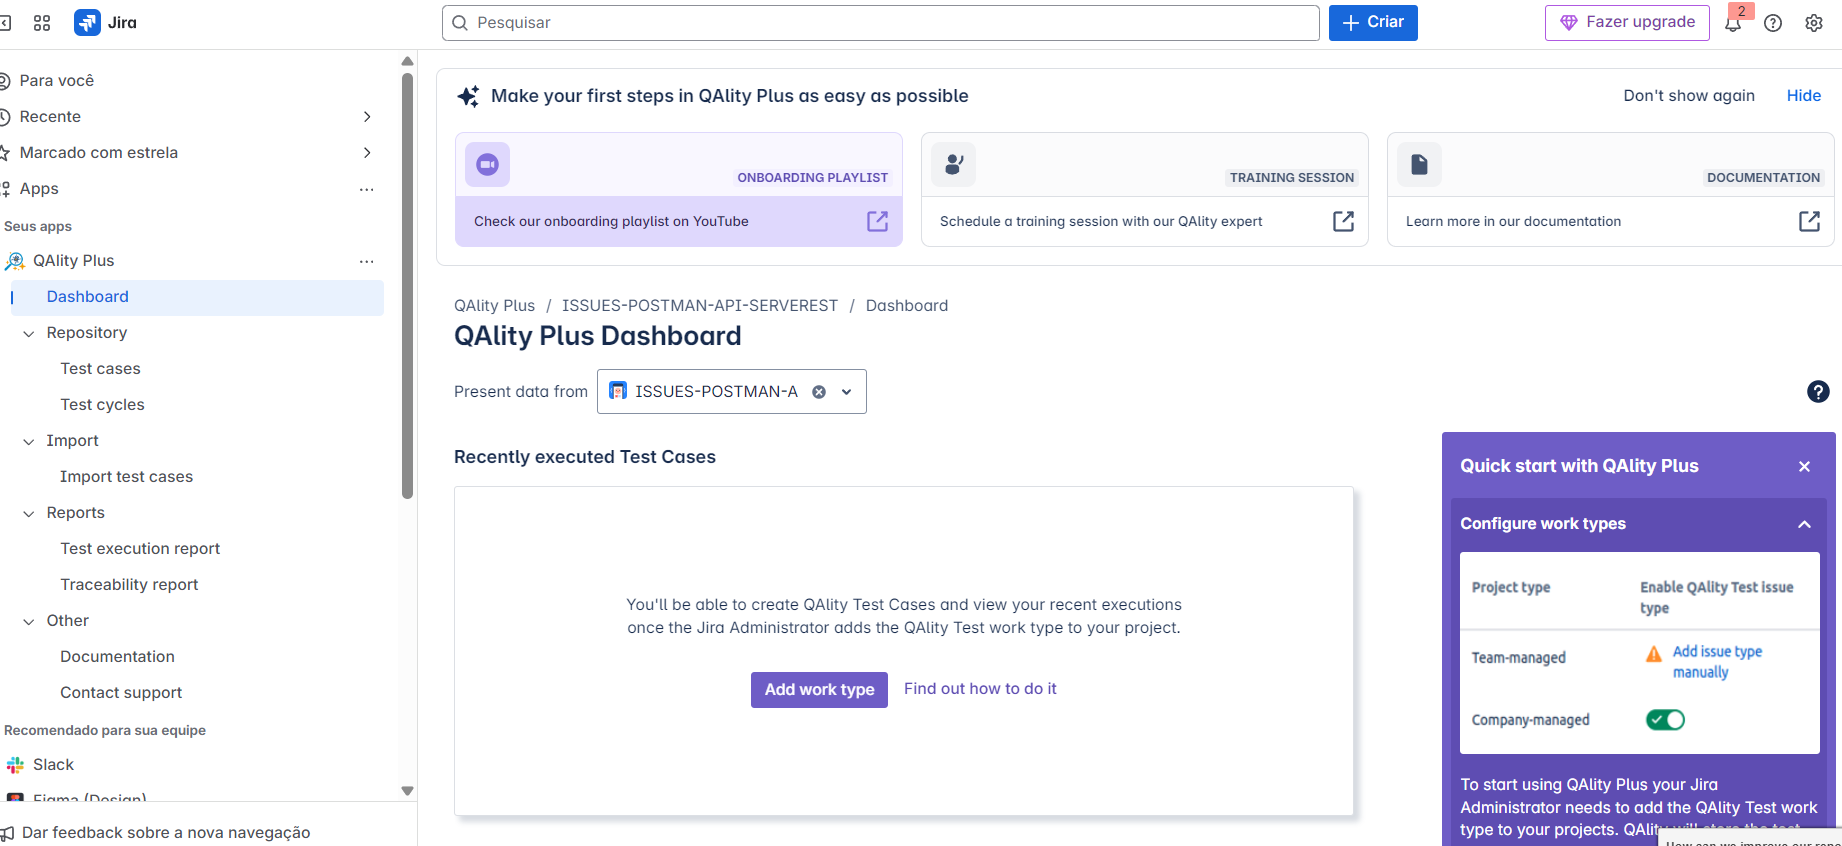 Jira
Pesquisar
Criar
Fazer upgrade
2
Para você
Recente
Marcado com estrela
Apps
Seus apps
QAlity Plus
Dashboard
Repository
Test cases
Test cycles
Import
Import test cases
Reports
Test execution report
Traceability report
Other
Documentation
Contact support
Recomendado para sua equipe
Slack
Figma (Design)
Dar feedback sobre a nova navegação
Make your first steps in QAlity Plus as easy as possible
Don't show again
Hide
ONBOARDING PLAYLIST
Check our onboarding playlist on YouTube
TRAINING SESSION
Schedule a training session with our QAlity expert
DOCUMENTATION
Learn more in our documentation
QAlity Plus / ISSUES-POSTMAN-API-SERVEREST / Dashboard
QAlity Plus Dashboard
Present data from
ISSUES-POSTMAN-A
Recently executed Test Cases
You'll be able to create QAlity Test Cases and view your recent executions
once the Jira Administrator adds the QAlity Test work type to your project.
Add work type
Find out how to do it
Quick start with QAlity Plus
Configure work types
Project type
Enable QAlity Test issue
type
Team-managed
Add issue type
manually
Company-managed
To start using QAlity Plus your Jira
Administrator needs to add the QAlity Test work
type to your projects. QAlity will store the test
How can we improve our